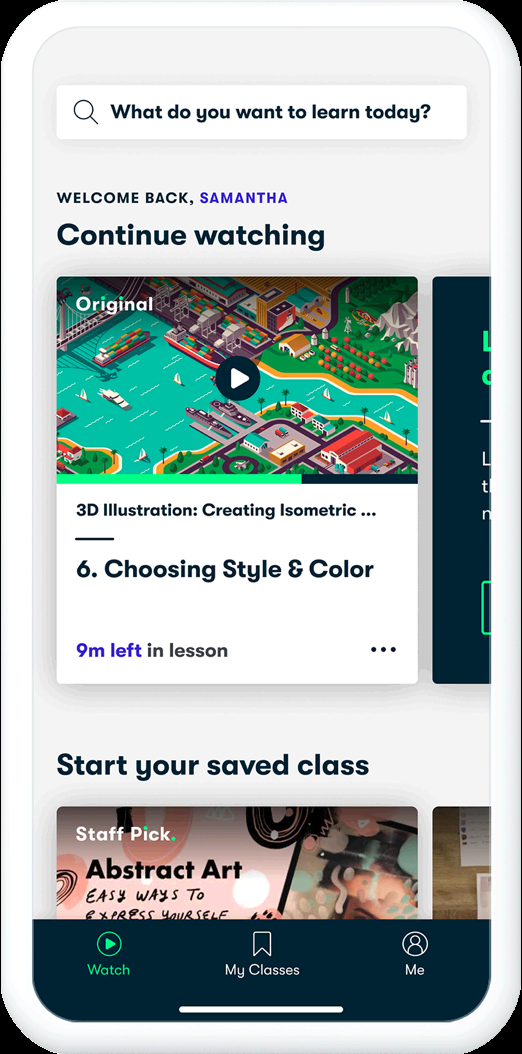 What do you want to learn today?
WELCOME BACK, SAMANTHA
Continue watching
Original
3D Illustration: Creating Isometric ...
6. Choosing Style & Color
9m left in lesson
Start your saved class
Staff Pick.
Abstract Art
EASY WAYS TO
EXPRESS YOURSELF
Watch
My Classes
Me